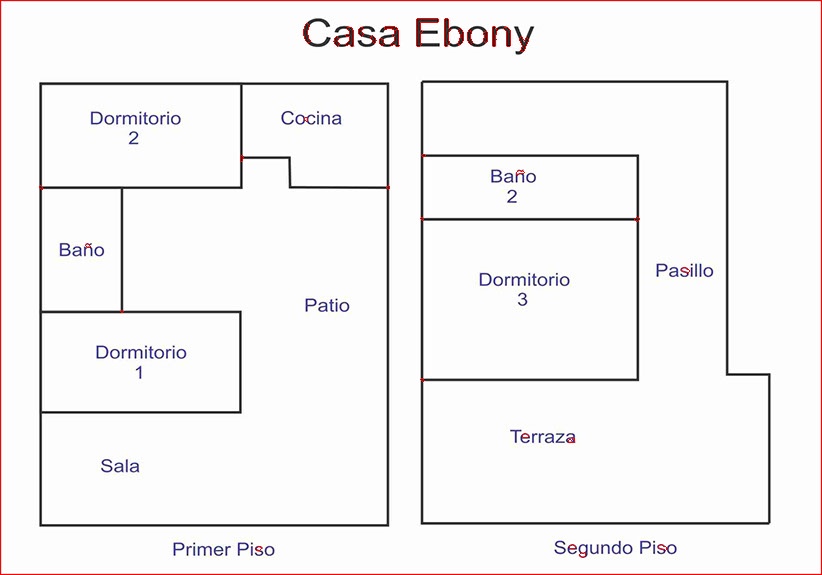 Casa Ebony
Dormitorio
2
Cocina
Baño
Patio
Dormitorio
1
Sala
Primer Piso
Baño
2
Dormitorio
3
Pasillo
Terraza
Segundo Piso